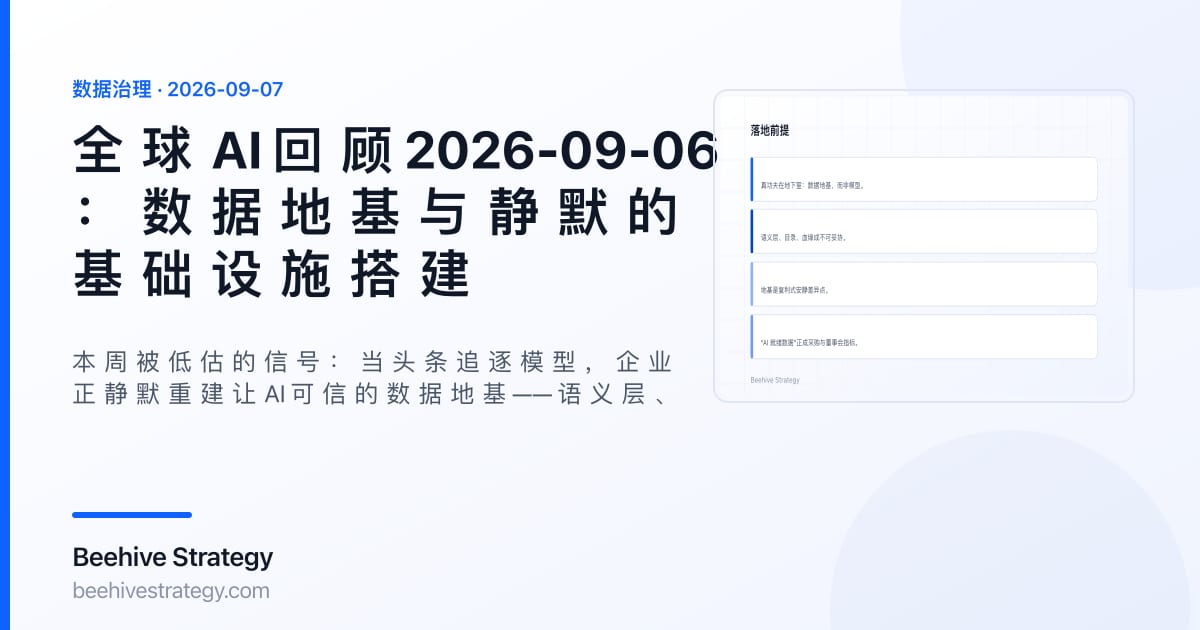 数据治理 · 2026-09-07
全球AI回顾2026-09-06
：数据地基与静默的
基础设施搭建
本周被低估的信号：当头条追逐模型，企业
正静默重建让AI可信的数据地基——语义层、
Beehive Strategy
beehivestrategy.com
落地前提
真功夫在地下室：数据地基，而非模型。
语义层、目录、血缘成不可妥协。
地基是复利式安静差异点。
"AI 就绪数据"正成采购与董事会指标。
Beehive Strategy